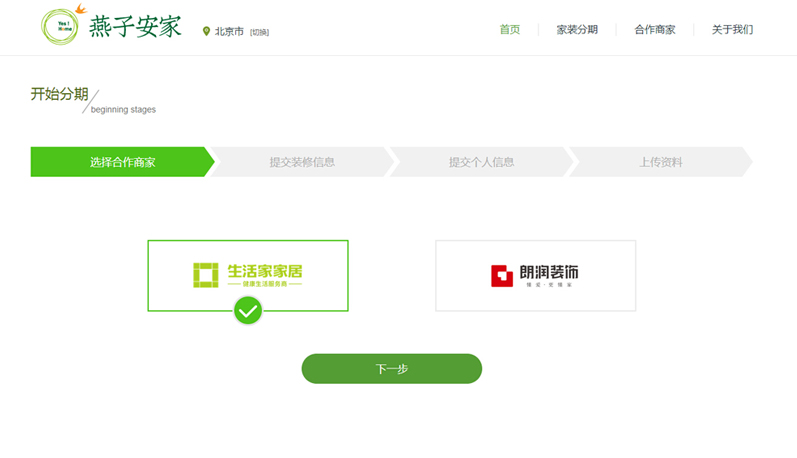 Yes !
Home
燕子安家
北京市 [切换]
首页
家装分期
合作商家
关于我们
开始分期
beginning stages
选择合作商家
提交装修信息
提交个人信息
上传资料
生活家家居
健康生活服务商
朗润装饰
下一步